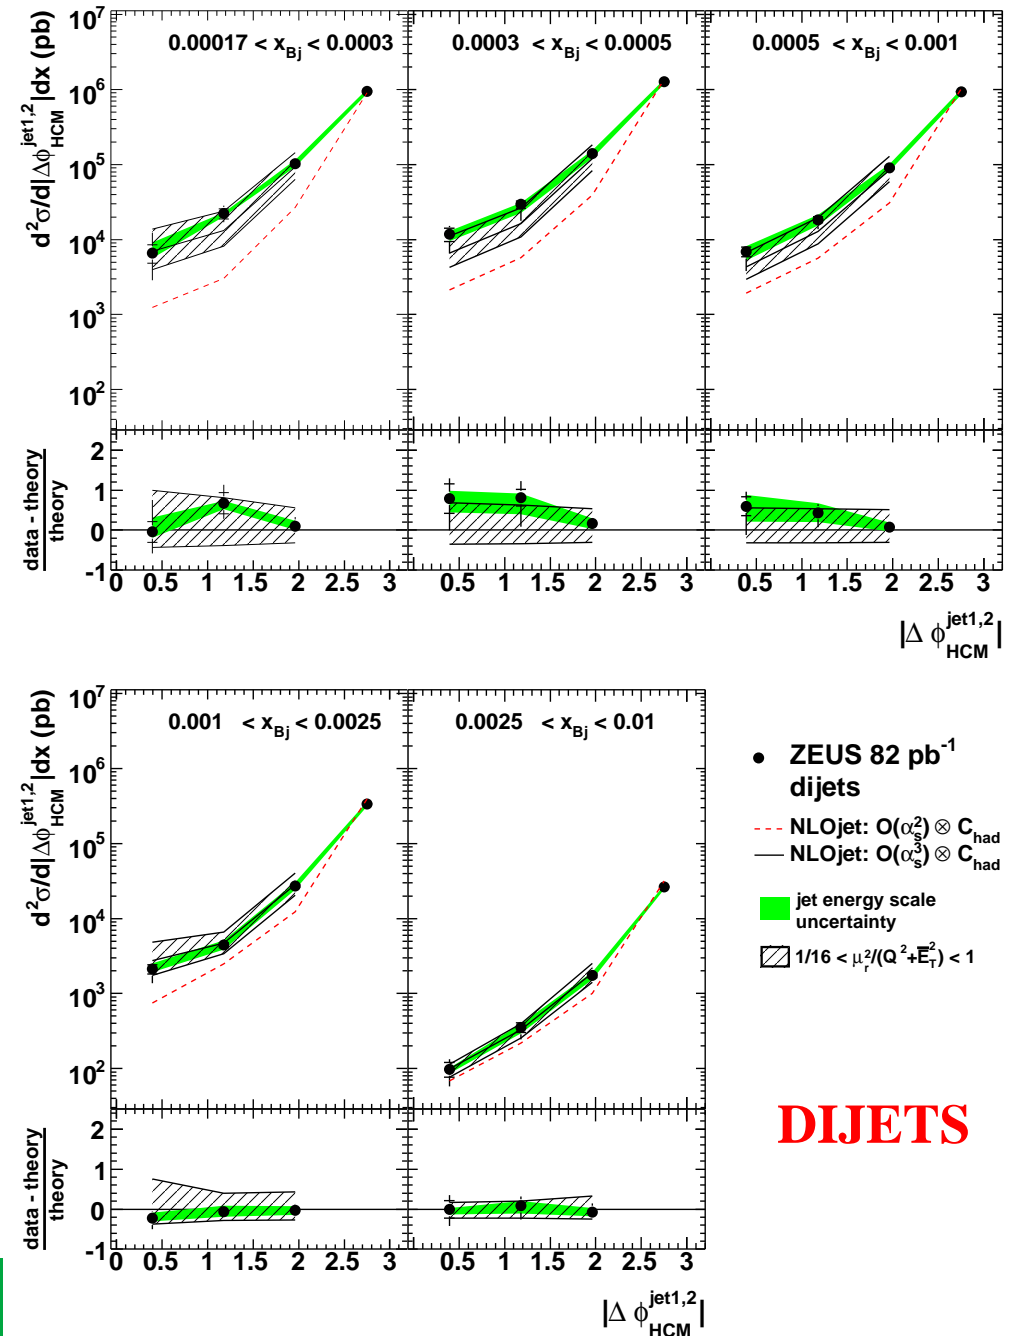 0.00017 < x_Bj < 0.0003
0.0003 < x_Bj < 0.0005
0.0005 < x_Bj < 0.001
d²σ/d|Δϕ^jet1,2_HCM|dx (pb)
10⁷
10⁶
10⁵
10⁴
10³
10²
data - theory
theory
2
1
0
-1
0 0.5 1 1.5 2 2.5 3
0.5 1 1.5 2 2.5 3
0.5 1 1.5 2 2.5 3
|Δ ϕ^jet1,2_HCM|
0.001 < x_Bj < 0.0025
0.0025 < x_Bj < 0.01
d²σ/d|Δϕ^jet1,2_HCM|dx (pb)
10⁷
10⁶
10⁵
10⁴
10³
10²
data - theory
theory
2
1
0
-1
0 0.5 1 1.5 2 2.5 3
0.5 1 1.5 2 2.5 3
|Δ ϕ^jet1,2_HCM|
ZEUS 82 pb⁻¹
dijets
NLOjet: O(α_s²) ⊗ C_had
NLOjet: O(α_s³) ⊗ C_had
jet energy scale
uncertainty
1/16 < μ_r²/(Q²+E̅_T²) < 1
DIJETS